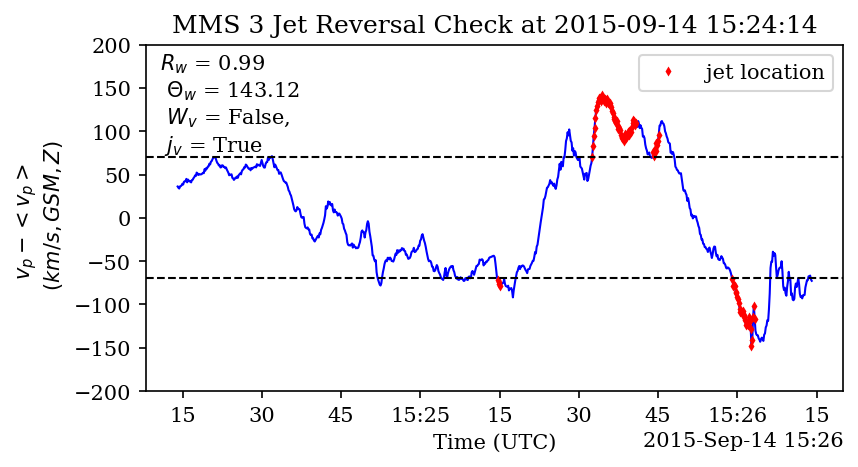 MMS 3 Jet Reversal Check at 2015-09-14 15:24:14
R_w = 0.99
Θ_w = 143.12
W_v = False,
j_v = True
jet location
v_p − < v_p >
(km/s, GSM, Z)
200
150
100
50
0
−50
−100
−150
−200
15 30 45 15:25 15 30 45 15:26 15
Time (UTC)
2015-Sep-14 15:26